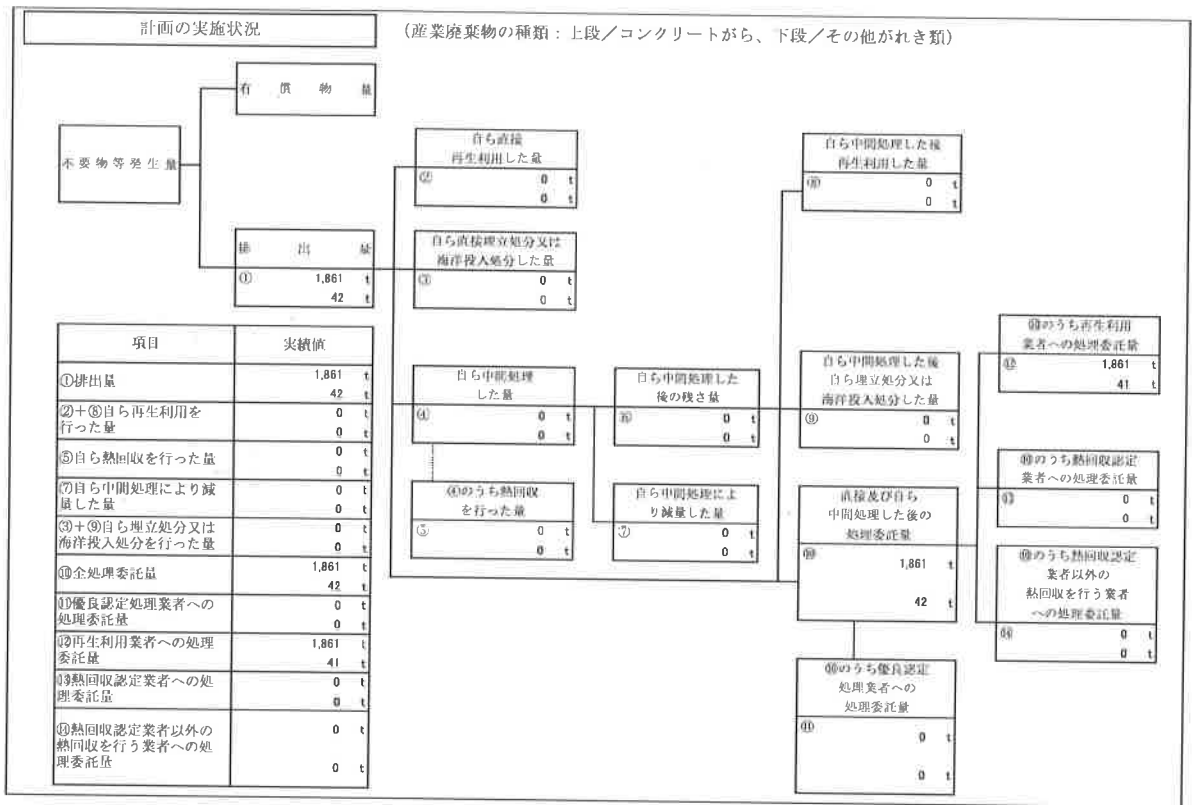 計画の実施状況
(産業廃棄物の種類：上段／コンクリートがら、下段／その他がれき類)
有償物量
不要物等発生量
排出量
① 1,861 t
42 t
自ら直接
再生利用した量
② 0 t
0 t
自ら直接埋立処分又は
海洋投入処分した量
③ 0 t
0 t
自ら中間処理した後
再生利用した量
⑧ 0 t
0 t
自ら中間処理
した量
④ 0 t
0 t
④のうち熱回収
を行った量
⑤ 0 t
0 t
自ら中間処理した
後の残さ量
⑥ 0 t
0 t
自ら中間処理によ
り減量した量
⑦ 0 t
0 t
自ら中間処理した後
自ら埋立処分又は
海洋投入処分した量
⑨ 0 t
0 t
直接及び自ら
中間処理した後の
処理委託量
⑩ 1,861 t
42 t
⑩のうち優良認定
処理業者への
処理委託量
⑪ 0 t
0 t
⑩のうち再生利用
業者への処理委託量
⑫ 1,861 t
41 t
⑩のうち熱回収認定
業者への処理委託量
⑬ 0 t
0 t
⑩のうち熱回収認定
業者以外の
熱回収を行う業者
への処理委託量
⑭ 0 t
0 t
項目 実績値
①排出量 1,861 t
42 t
②＋⑧自ら再生利用を
行った量
0 t
0 t
⑤自ら熱回収を行った量 0 t
0 t
⑦自ら中間処理により減
量した量
0 t
0 t
③＋⑨自ら埋立処分又は
海洋投入処分を行った量
0 t
0 t
⑩全処理委託量 1,861 t
42 t
⑪優良認定処理業者への
処理委託量
0 t
0 t
⑫再生利用業者への処理
委託量
1,861 t
41 t
⑬熱回収認定業者への処
理委託量
0 t
0 t
⑭熱回収認定業者以外の
熱回収を行う業者への処
理委託量
0 t
0 t